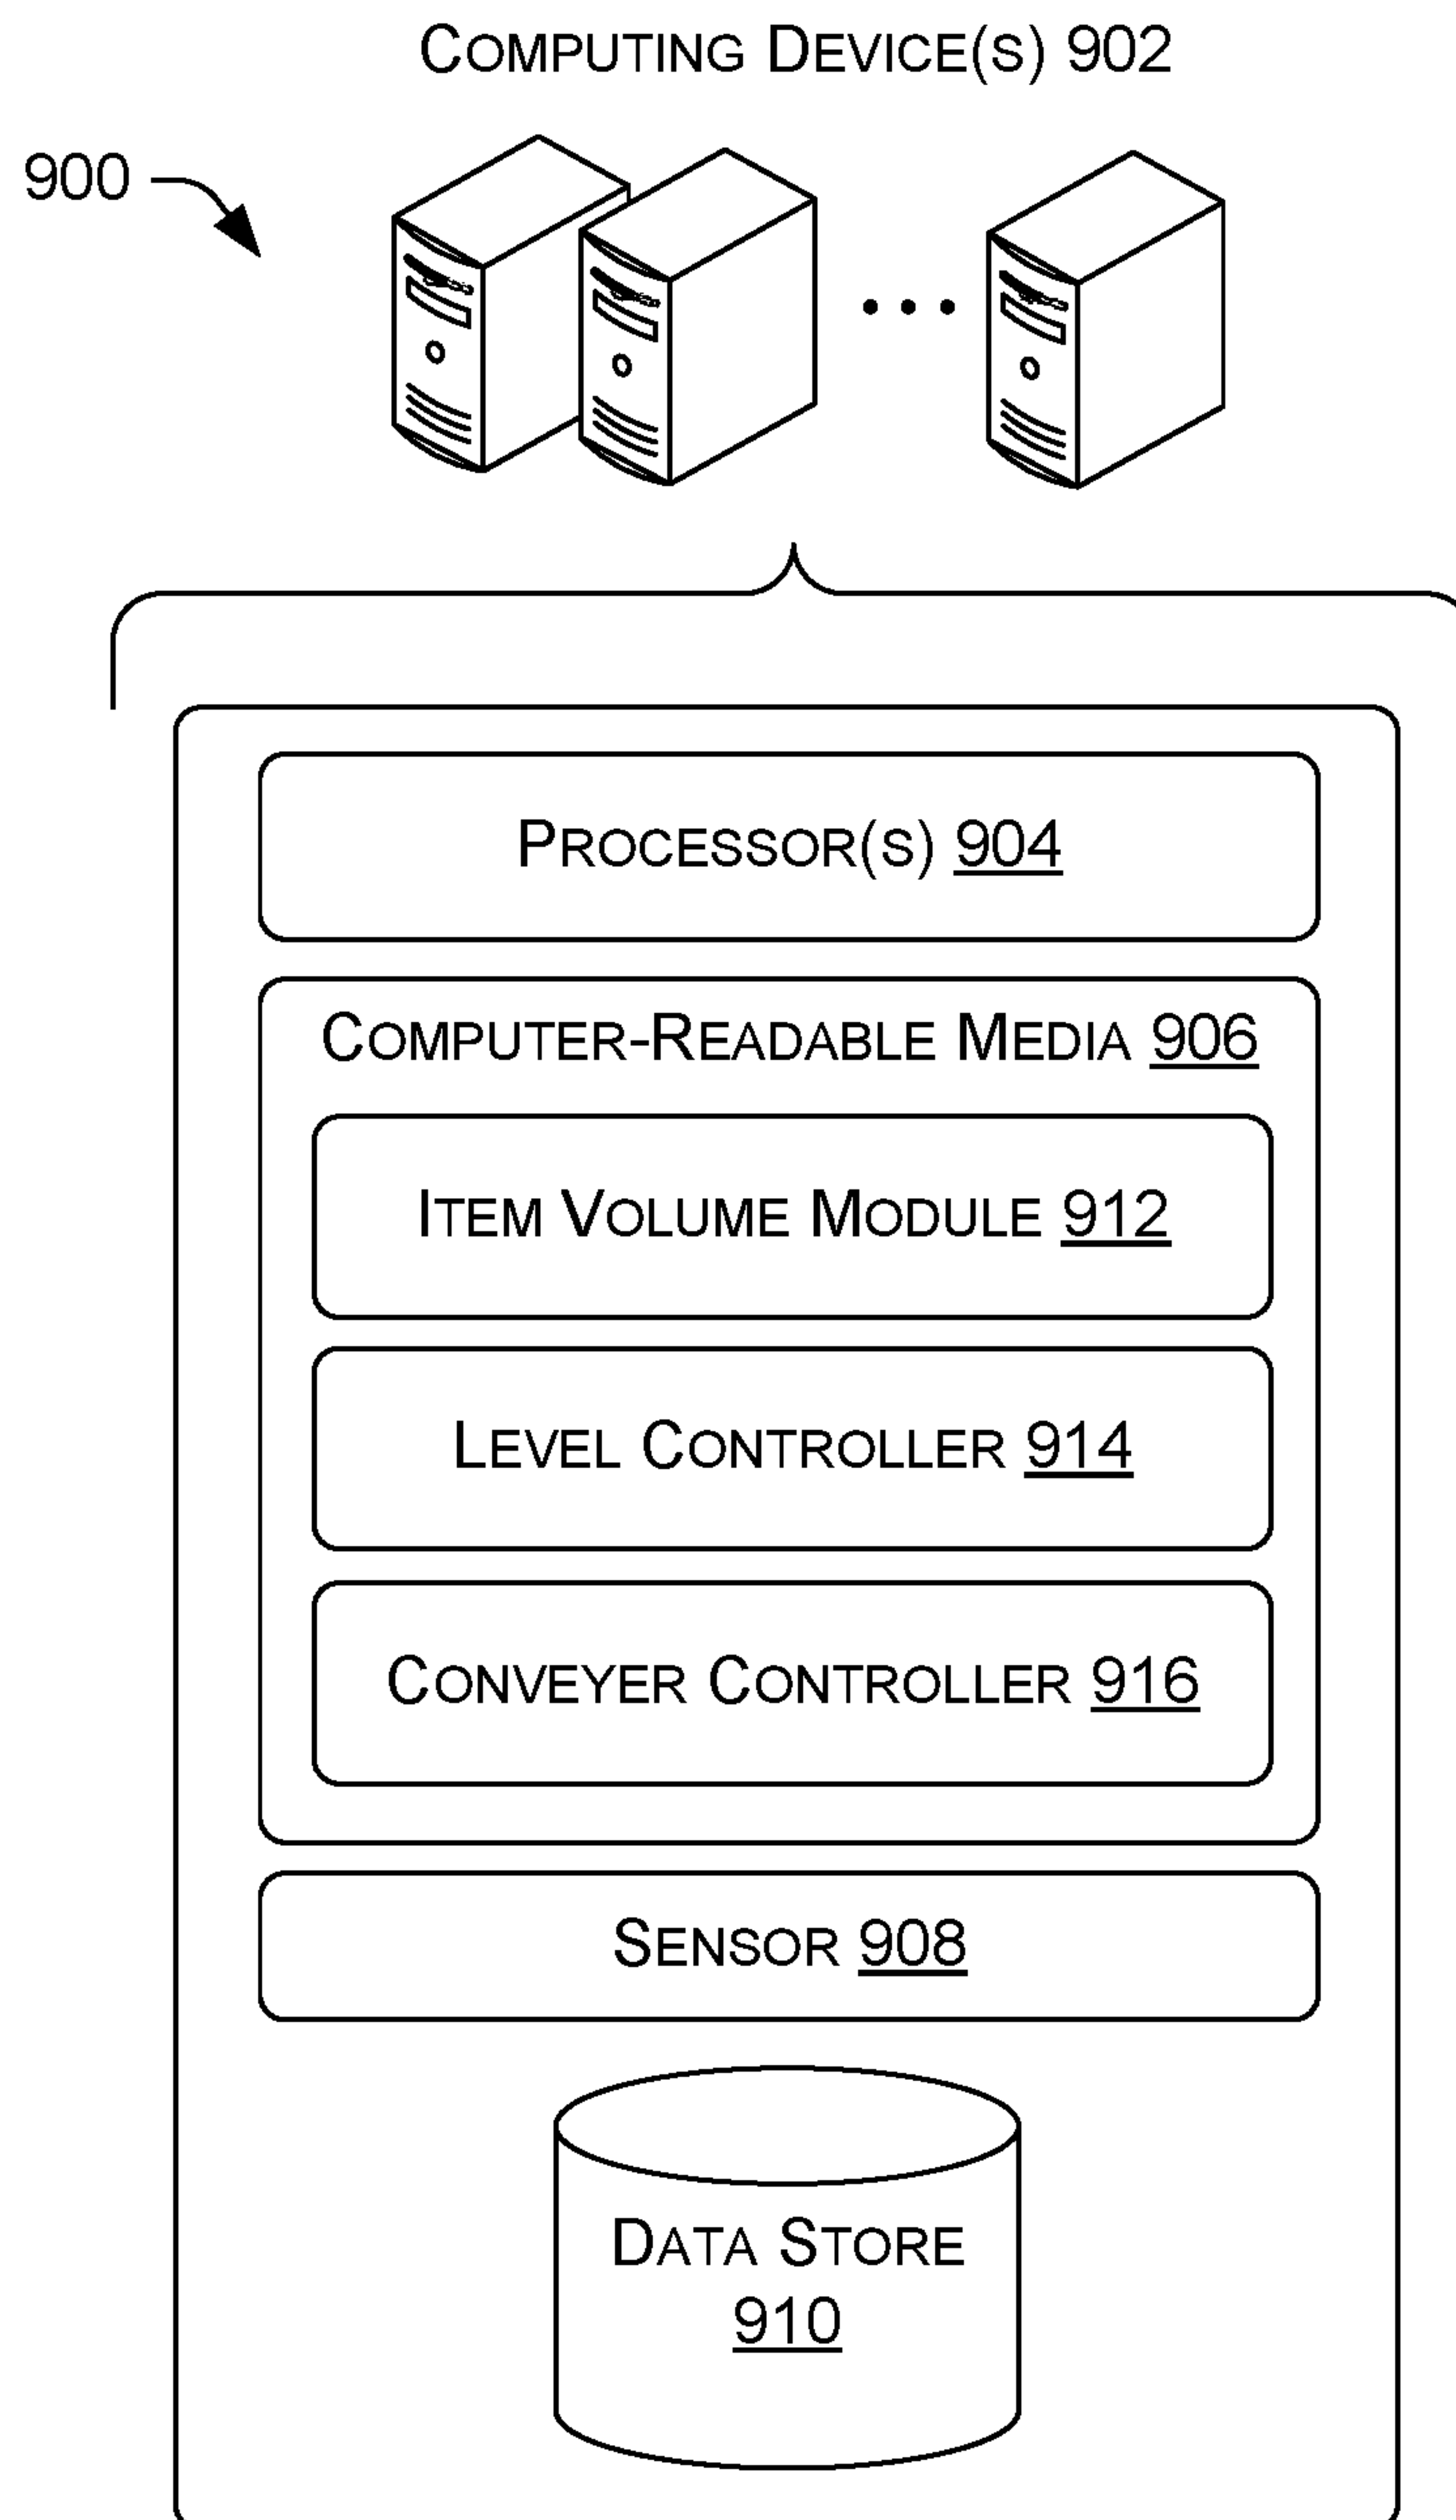 COMPUTING DEVICE(S) 902
900
PROCESSOR(S) 904
COMPUTER-READABLE MEDIA 906
ITEM VOLUME MODULE 912
LEVEL CONTROLLER 914
CONVEYER CONTROLLER 916
SENSOR 908
DATA STORE
910